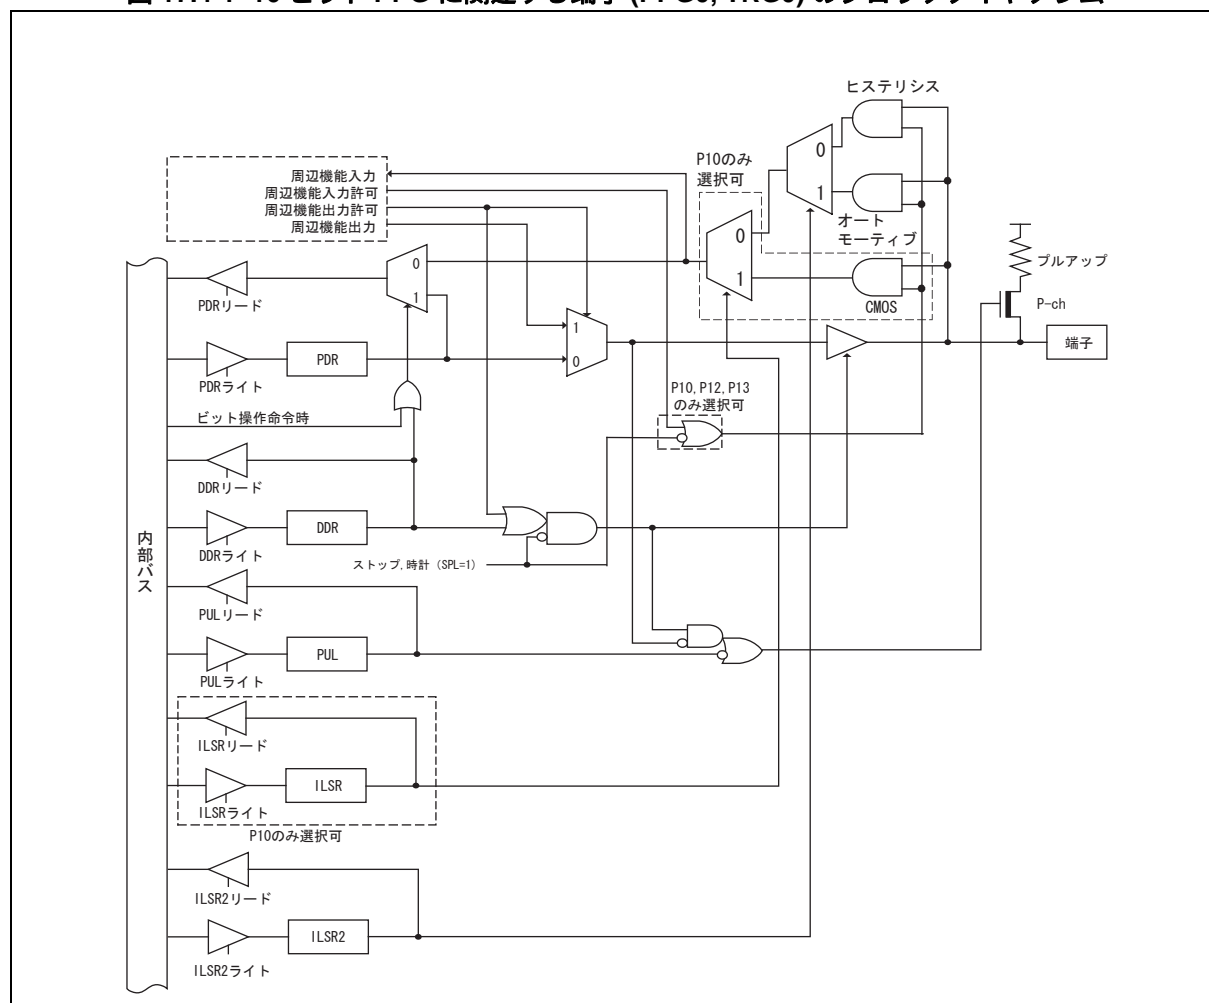 ヒステリシス
0
1
オート
モーティブ
P10のみ
選択可
0
1
CMOS
周辺機能入力
周辺機能入力許可
周辺機能出力許可
周辺機能出力
プルアップ
P-ch
端子
0
1
PDRリード
1
0
PDR
PDRライト
P10, P12, P13
のみ選択可
ビット操作命令時
DDRリード
DDR
DDRライト
ストップ, 時計 (SPL=1)
内部バス
PULリード
PUL
PULライト
ILSRリード
ILSR
ILSRライト
P10のみ選択可
ILSR2リード
ILSR2
ILSR2ライト